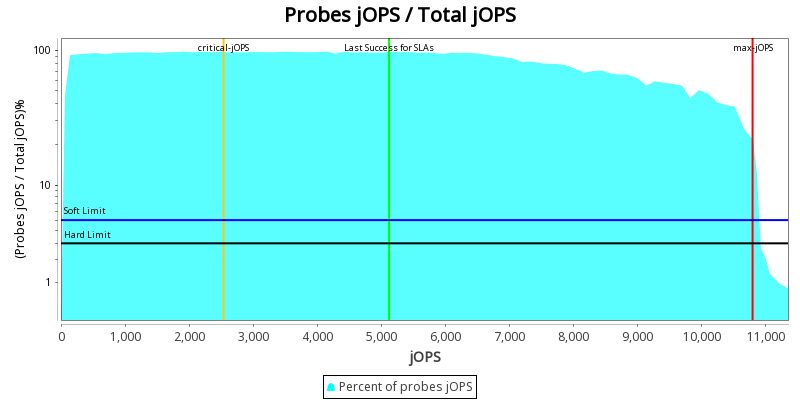 Probes jOPS / Total jOPS
critical-jOPS
Last Success for SLAs
max-jOPS
100
10
1
(Probes jOPS / Total jOPS)%
Soft Limit
Hard Limit
0
1,000
2,000
3,000
4,000
5,000
6,000
7,000
8,000
9,000
10,000
11,000
jOPS
Percent of probes jOPS